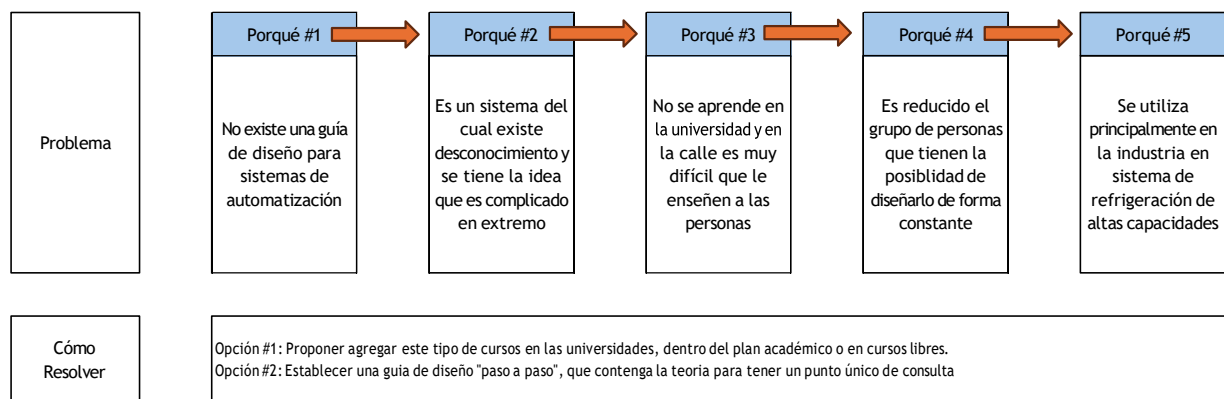 Porqué #1
Porqué #2
Porqué #3
Porqué #4
Porqué #5
Problema
No existe una guía
de diseño para
sistemas de
automatización
Es un sistema del
cual existe
desconocimiento y
se tiene la idea
que es complicado
en extremo
No se aprende en
la universidad y en
la calle es muy
difícil que le
enseñen a las
personas
Es reducido el
grupo de personas
que tienen la
posiblidad de
diseñarlo de forma
constante
Se utiliza
principalmente en
la industria en
sistema de
refrigeración de
altas capacidades
Cómo
Resolver
Opción #1: Proponer agregar este tipo de cursos en las universidades, dentro del plan académico o en cursos libres.
Opción #2: Establecer una guia de diseño "paso a paso", que contenga la teoria para tener un punto único de consulta